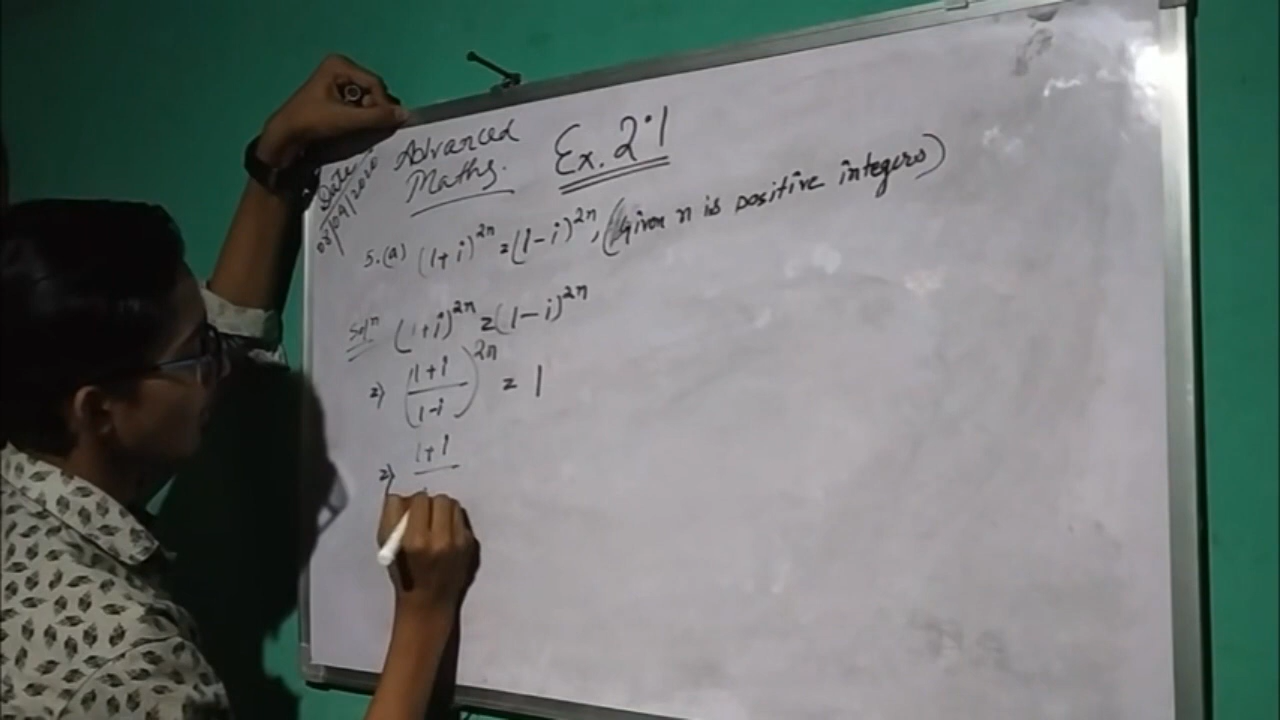 Date:
08/09/2020
Advanced
Maths.
Ex. 2.1
5.(a) (1+i)^2n = (1-i)^2n, (Given n is positive integers)
Sol^n (1+i)^2n = (1-i)^2n
⇒ ((1+i)/(1-i))^2n = 1
⇒ 1+i